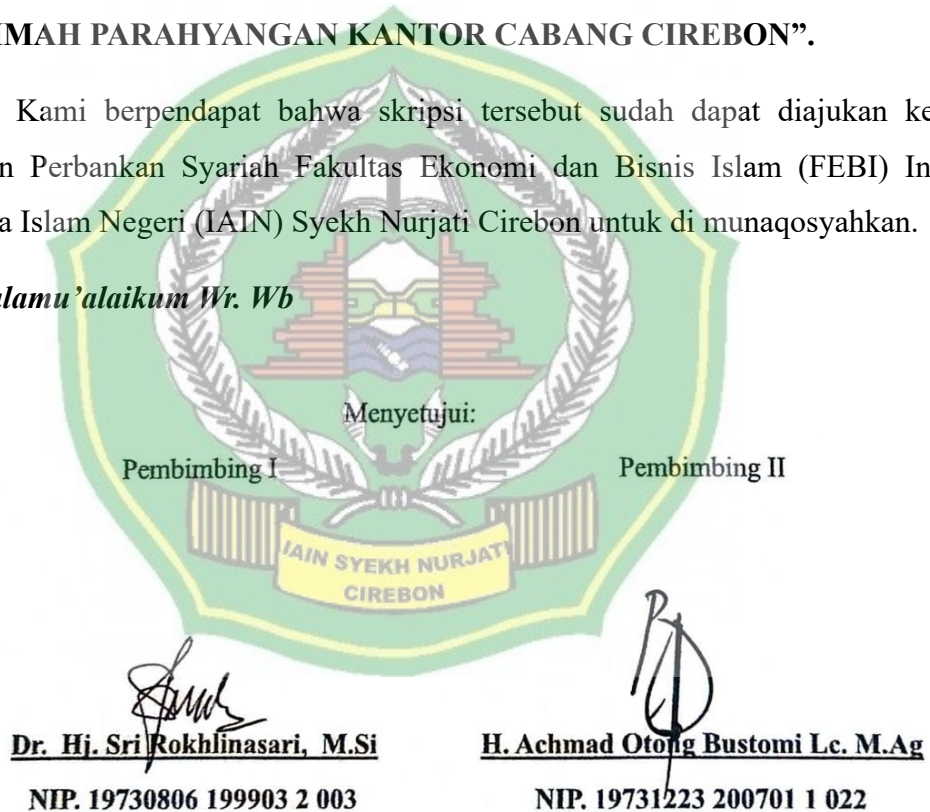 IMAH PARAHYANGAN KANTOR CABANG CIREBON”.
Kami berpendapat bahwa skripsi tersebut sudah dapat diajukan ke
n Perbankan Syariah Fakultas Ekonomi dan Bisnis Islam (FEBI) In
a Islam Negeri (IAIN) Syekh Nurjati Cirebon untuk di munaqosyahkan.
alamu’alaikum Wr. Wb
Menyetujui:
Pembimbing I Pembimbing II
IAIN SYEKH NURJATI
CIREBON
Dr. Hj. Sri Rokhlinasari, M.Si H. Achmad Otong Bustomi Lc. M.Ag
NIP. 19730806 199903 2 003 NIP. 19731223 200701 1 022